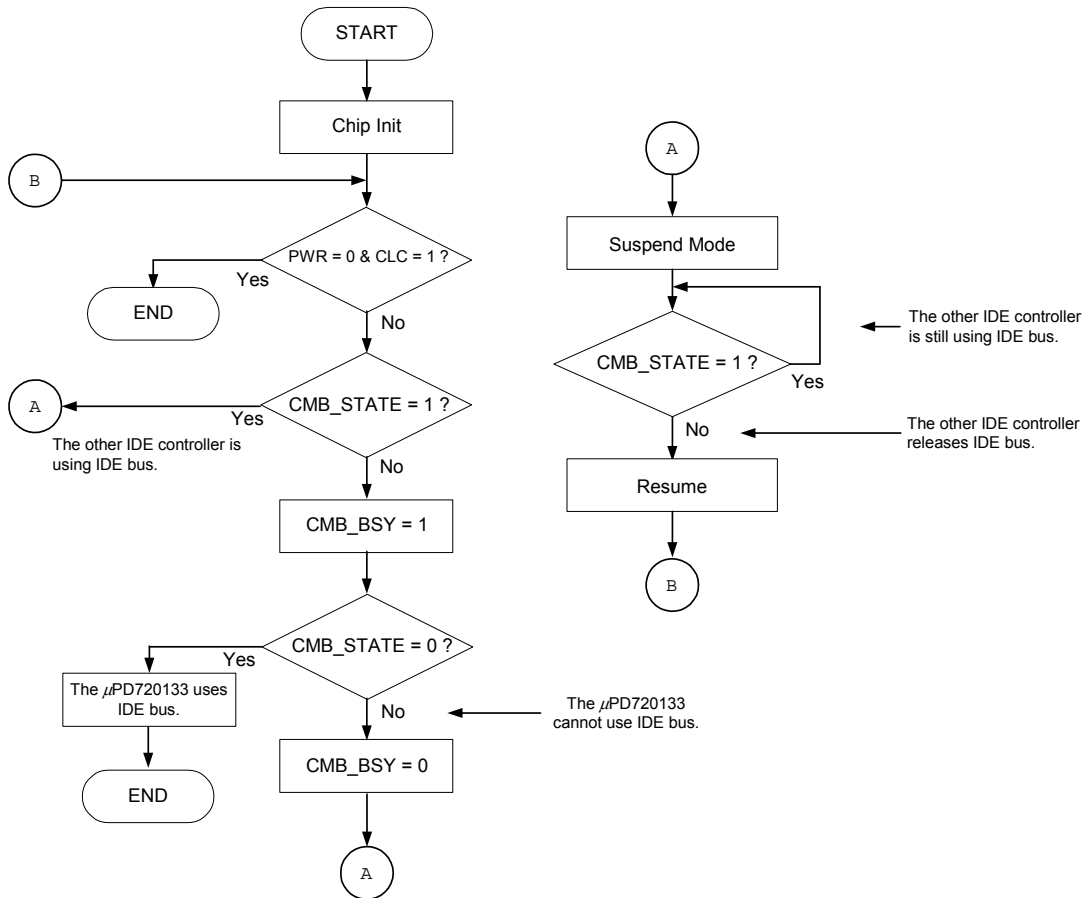 START
Chip Init
B
PWR = 0 & CLC = 1 ?
Yes
END
No
A
CMB_STATE = 1 ?
Yes
The other IDE controller is
using IDE bus.
No
CMB_BSY = 1
CMB_STATE = 0 ?
Yes
The μPD720133 uses
IDE bus.
END
No
The μPD720133
cannot use IDE bus.
CMB_BSY = 0
A
A
Suspend Mode
CMB_STATE = 1 ?
Yes
The other IDE controller
is still using IDE bus.
No
The other IDE controller
releases IDE bus.
Resume
B